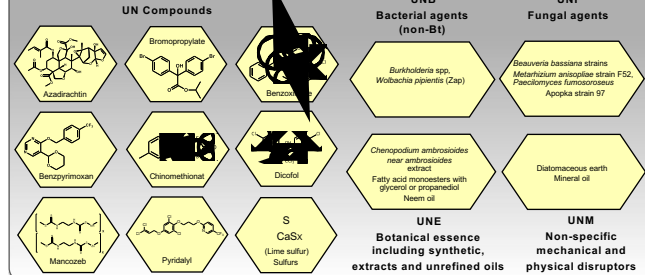 UN Compounds
Bacterial agents
(non-Bt)
Fungal agents
Azadirachtin
Bromopropylate
Br
Br
Burkholderia spp,
Wolbachia pipientis (Zap)
Beauveria bassiana strains
Metarhizium anisopliae strain F52,
Paecilomyces fumosoroseus
Apopka strain 97
Benzpyrimoxan
Chinomethionat
Dicofol
Chenopodium ambrosioides
near ambrosioides
extract
Fatty acid monoesters with
glycerol or propanediol
Neem oil
Diatomaceous earth
Mineral oil
Mancozeb
Pyridalyl
S
CaSx
(Lime sulfur)
Sulfurs
UNE
Botanical essence
including synthetic,
extracts and unrefined oils
UNM
Non-specific
mechanical and
physical disruptors